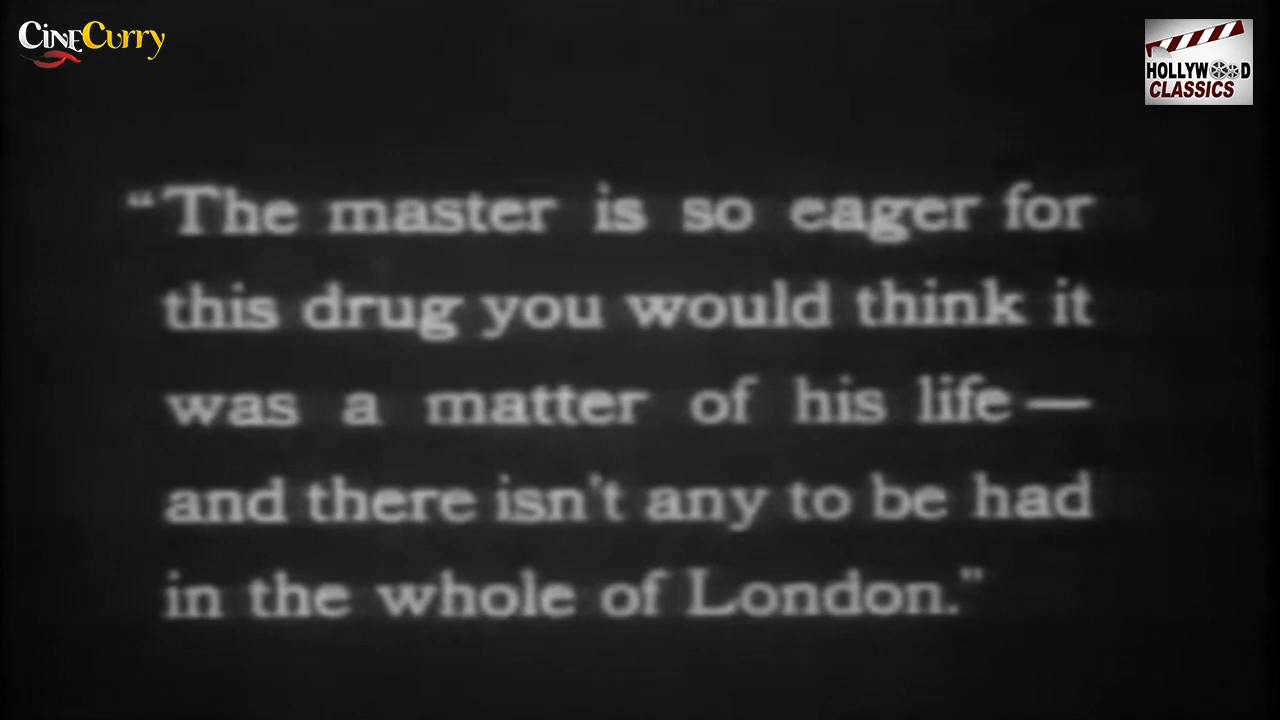 CineCurry
HOLLYWOOD
CLASSICS
“The master is so eager for
this drug you would think it
was a matter of his life—
and there isn't any to be had
in the whole of London.”